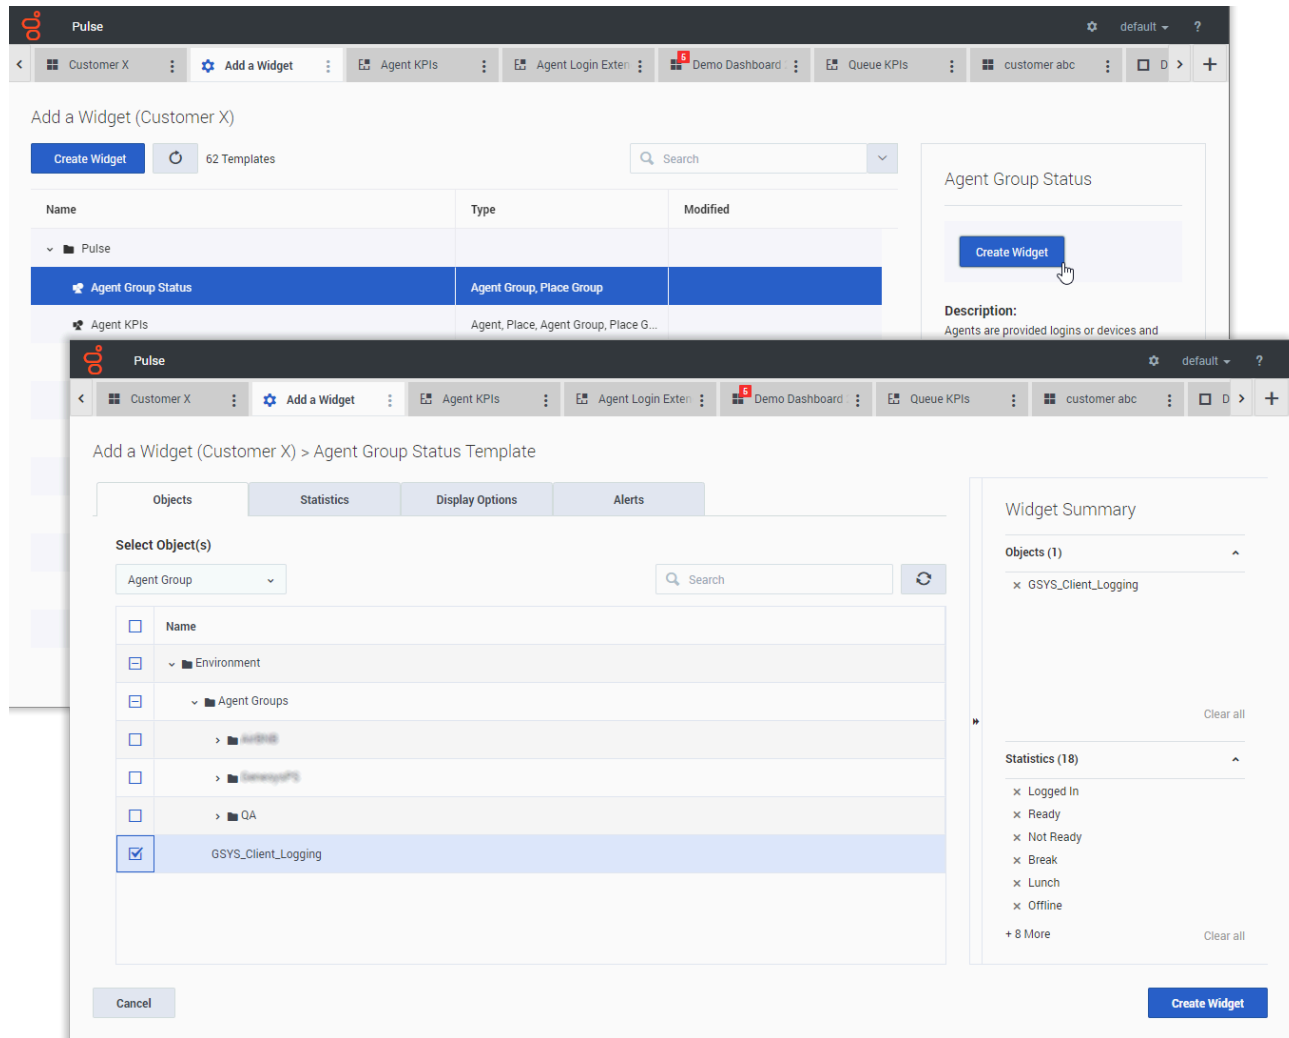 Pulse
default
?
Customer X
Add a Widget
Agent KPIs
Agent Login Exten
5
Demo Dashboard
Queue KPIs
customer abc
D
Add a Widget (Customer X)
Create Widget
62 Templates
Search
Name
Type
Modified
Pulse
Agent Group Status
Agent Group, Place Group
Agent KPIs
Agent, Place, Agent Group, Place G...
Agent Group Status
Create Widget
Description:
Agents are provided logins or devices and
Pulse
default
?
Customer X
Add a Widget
Agent KPIs
Agent Login Exten
5
Demo Dashboard
Queue KPIs
customer abc
D
Add a Widget (Customer X) > Agent Group Status Template
Objects
Statistics
Display Options
Alerts
Select Object(s)
Agent Group
Search
Name
Environment
Agent Groups
QA
GSYS_Client_Logging
Widget Summary
Objects (1)
GSYS_Client_Logging
Clear all
Statistics (18)
Logged In
Ready
Not Ready
Break
Lunch
Offline
+ 8 More
Clear all
Cancel
Create Widget